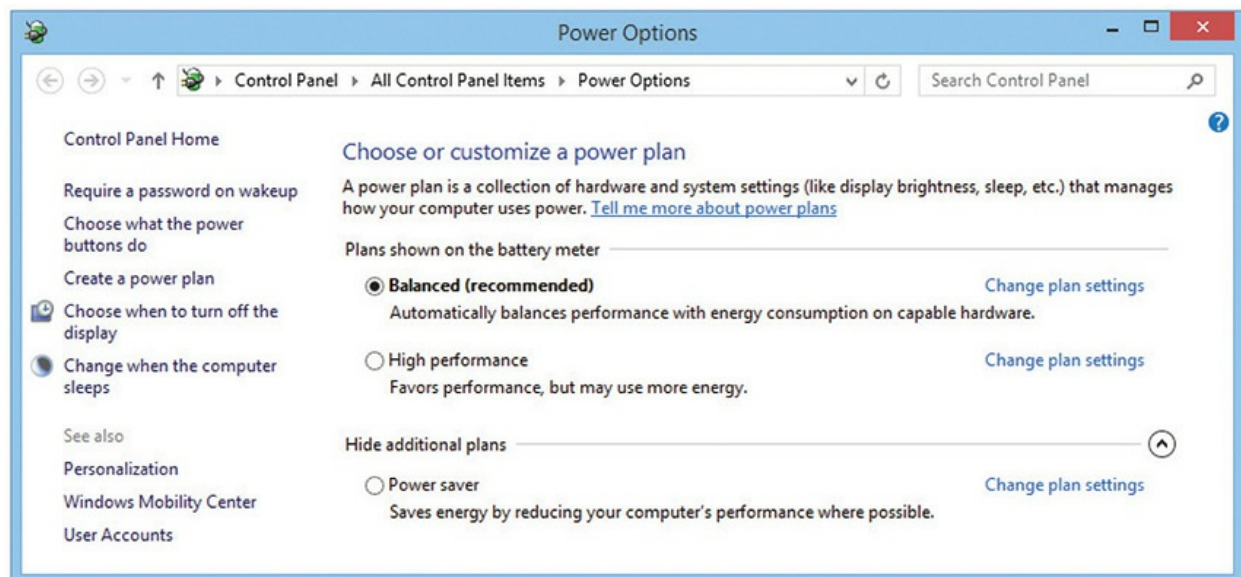 Power Options
Control Panel All Control Panel Items Power Options
Search Control Panel
Control Panel Home
Require a password on wakeup
Choose what the power
buttons do
Create a power plan
Choose when to turn off the
display
Change when the computer
sleeps
See also
Personalization
Windows Mobility Center
User Accounts
Choose or customize a power plan
A power plan is a collection of hardware and system settings (like display brightness, sleep, etc.) that manages
how your computer uses power. Tell me more about power plans
Plans shown on the battery meter
Balanced (recommended) Change plan settings
Automatically balances performance with energy consumption on capable hardware.
High performance Change plan settings
Favors performance, but may use more energy.
Hide additional plans
Power saver Change plan settings
Saves energy by reducing your computer's performance where possible.